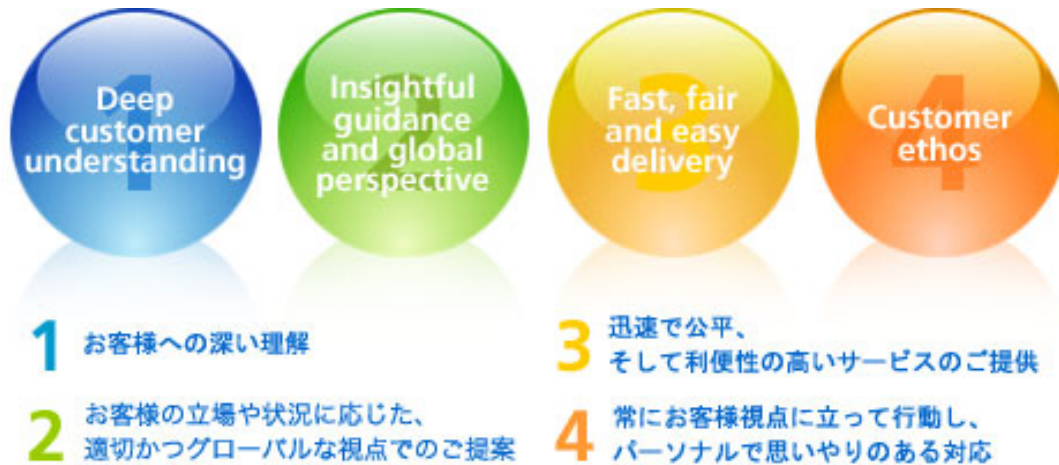 1
Deep
customer
understanding
2
Insightful
guidance
and global
perspective
3
Fast, fair
and easy
delivery
4
Customer
ethos
1 お客様への深い理解
2 お客様の立場や状況に応じた、
適切かつグローバルな視点でのご提案
3 迅速で公平、
そして利便性の高いサービスのご提供
4 常にお客様視点に立って行動し、
パーソナルで思いやりのある対応